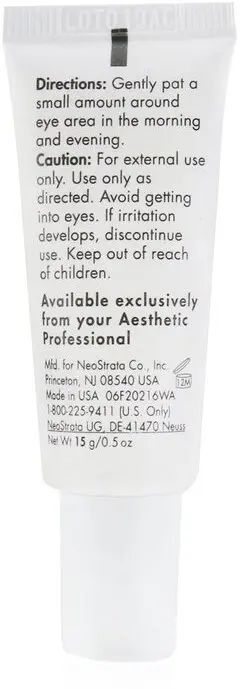 Directions: Gently pat a
small amount around
eye area in the morning
and evening.
Caution: For external use
only. Use only as
directed. Avoid getting
into eyes. If irritation
develops, discontinue
use. Keep out of reach
of children.
Available exclusively
from your Aesthetic
Professional
Mfd. for NeoStrata Co., Inc.
Princeton, NJ 08540 USA
12M
Made in USA 06F20216WA
1-800-225-9411 (U.S. Only)
NeoStrata UG, DE-41470 Neuss
Net Wt 15 g/0.5 oz